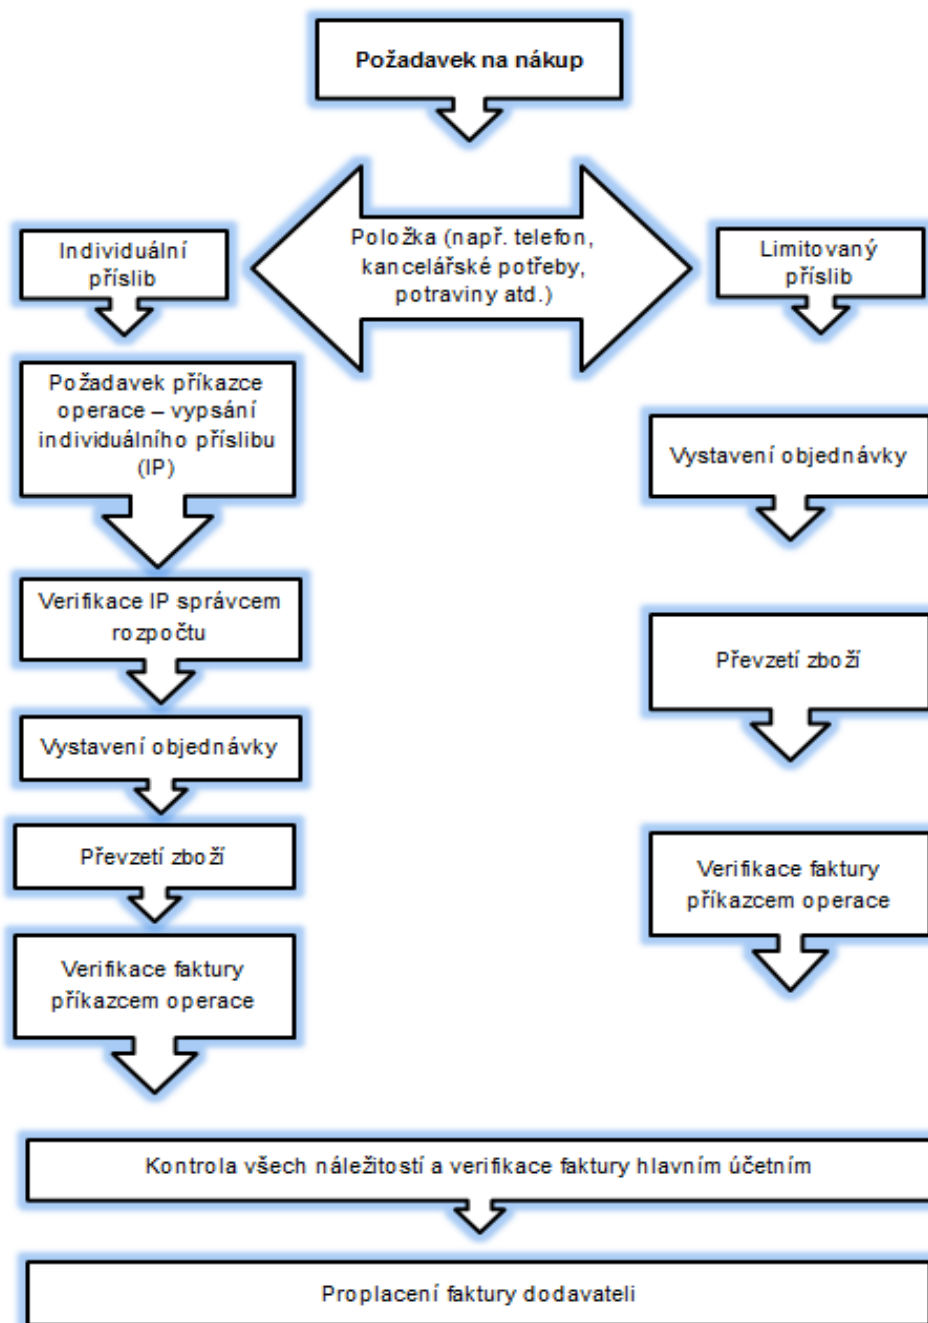 Požadavek na nákup
Položka (např. telefon,
kancelářské potřeby,
potraviny atd.)
Individuální
příslib
Požadavek příkazce
operace – vypsání
individuálního příslibu
(IP)
Verifikace IP správcem
rozpočtu
Vystavení objednávky
Převzetí zboží
Verifikace faktury
příkazcem operace
Limitovaný
příslib
Vystavení objednávky
Převzetí zboží
Verifikace faktury
příkazcem operace
Kontrola všech náležitostí a verifikace faktury hlavním účetním
Proplacení faktury dodavateli